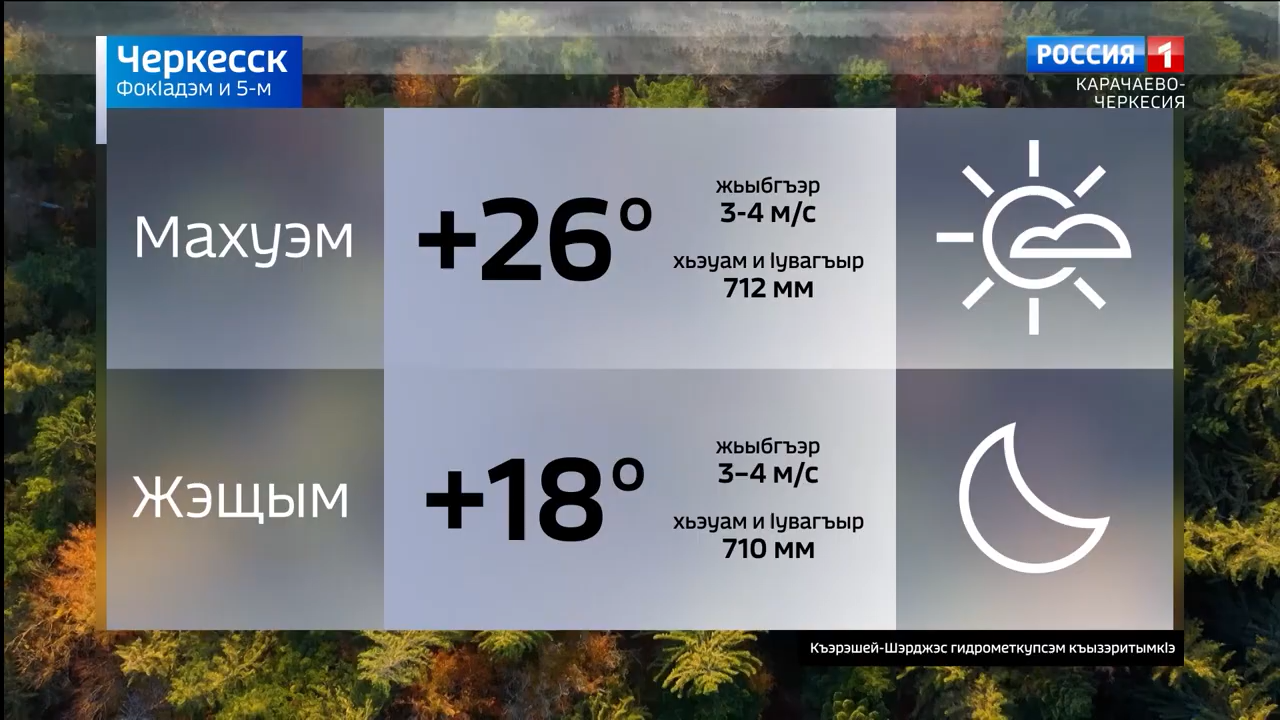 Черкесск
ФокIадэм и 5-м
РОССИЯ 1
КАРАЧАЕВО-
ЧЕРКЕСИЯ
Махуэм
+26°
жьыбгъэр
3-4 м/с
хьэуам и Iувагъыр
712 мм
Жэщым
+18°
жьыбгъэр
3–4 м/с
хьэуам и Iувагъыр
710 мм
Къэрэшей-Шэрджэс гидрометкупсэм къызэритымкIэ